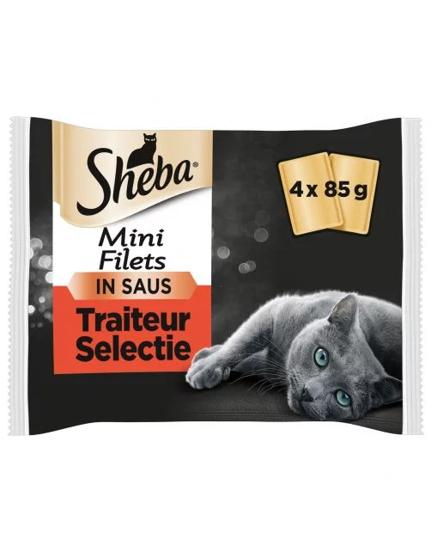 Sheba®
4 x 85 g
Mini
Filets
IN SAUS
Traiteur
Selectie